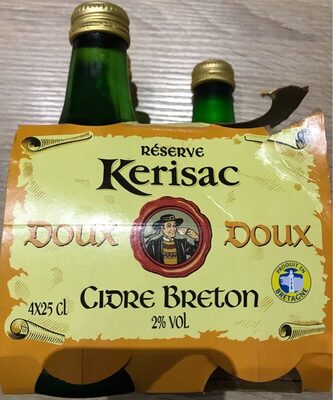 RÉSERVE
Kerisac
DOUX DOUX
CIDRE BRETON
4X25 cl
2% VOL
PRODUIT EN
BRETAGNE